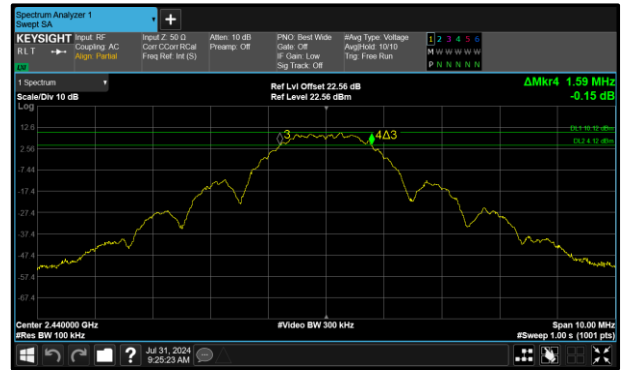 Spectrum Analyzer 1
Swept SA
+
KEYSIGHT
RLT
LNI
Input: RF
Coupling: AC
Align: Partial
Input Z: 50 Ω
Corr CCorr RCal
Freq Ref: Int (S)
Atten: 10 dB
Preamp: Off
PNO: Best Wide
Gate: Off
IF Gain: Low
Sig Track: Off
#Avg Type: Voltage
Avg|Hold: 10/10
Trig: Free Run
1 2 3 4 5 6
M W W W W W
P N N N N N
1 Spectrum
Scale/Div 10 dB
Log
Ref Lvl Offset 22.56 dB
Ref Level 22.56 dBm
ΔMkr4 1.59 MHz
-0.15 dB
12.6
2.56
-7.44
-17.4
-27.4
-37.4
-47.4
-57.4
-67.4
DL1 10.12 dBm
DL2 4.12 dBm
3
4Δ3
Center 2.440000 GHz
#Res BW 100 kHz
#Video BW 300 kHz
Span 10.00 MHz
#Sweep 1.00 s (1001 pts)
?
Jul 31, 2024
9:25:23 AM